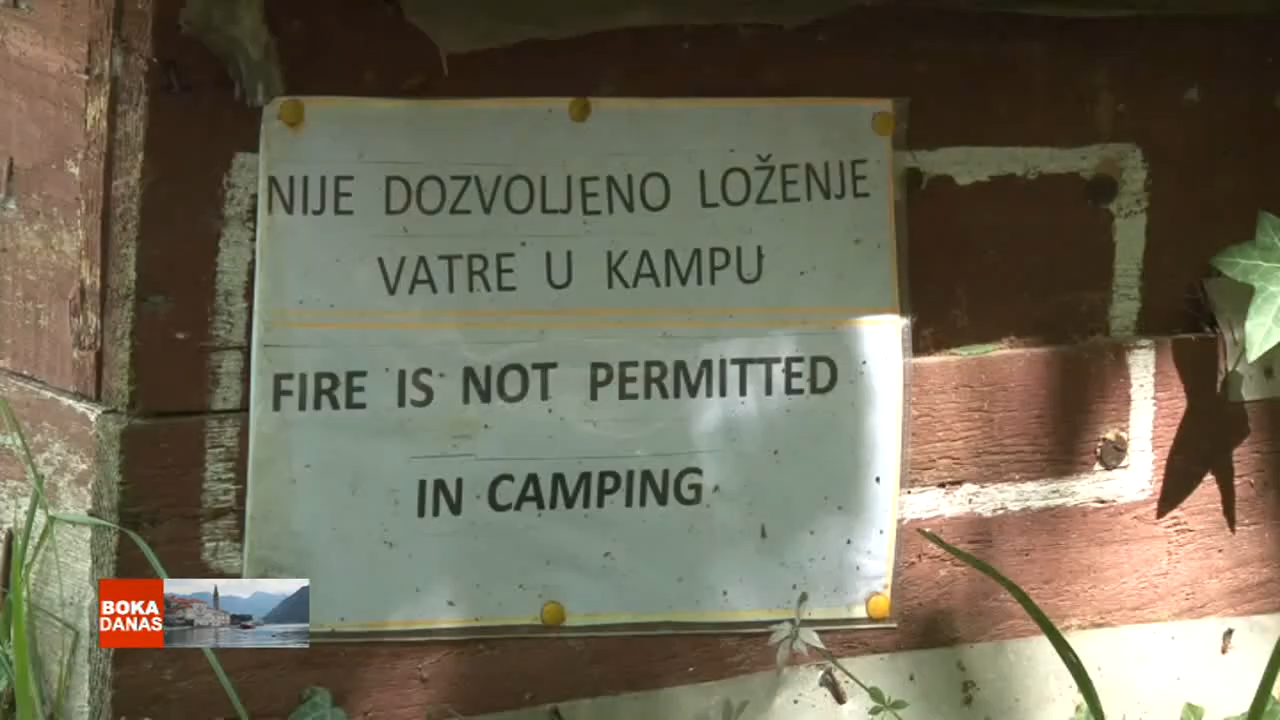 NIJE DOZVOLJENO LOŽENJE
VATRE U KAMPU
FIRE IS NOT PERMITTED
IN CAMPING
BOKA
DANAS